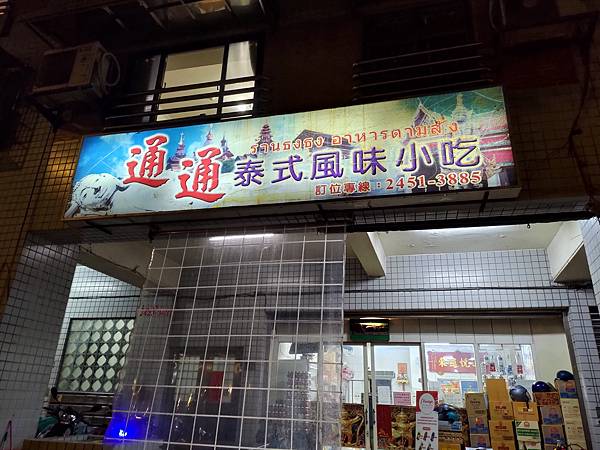 ร้านธงธง อาหารตามสั่ง
通通 泰式風味小吃
訂位專線：2451-3885